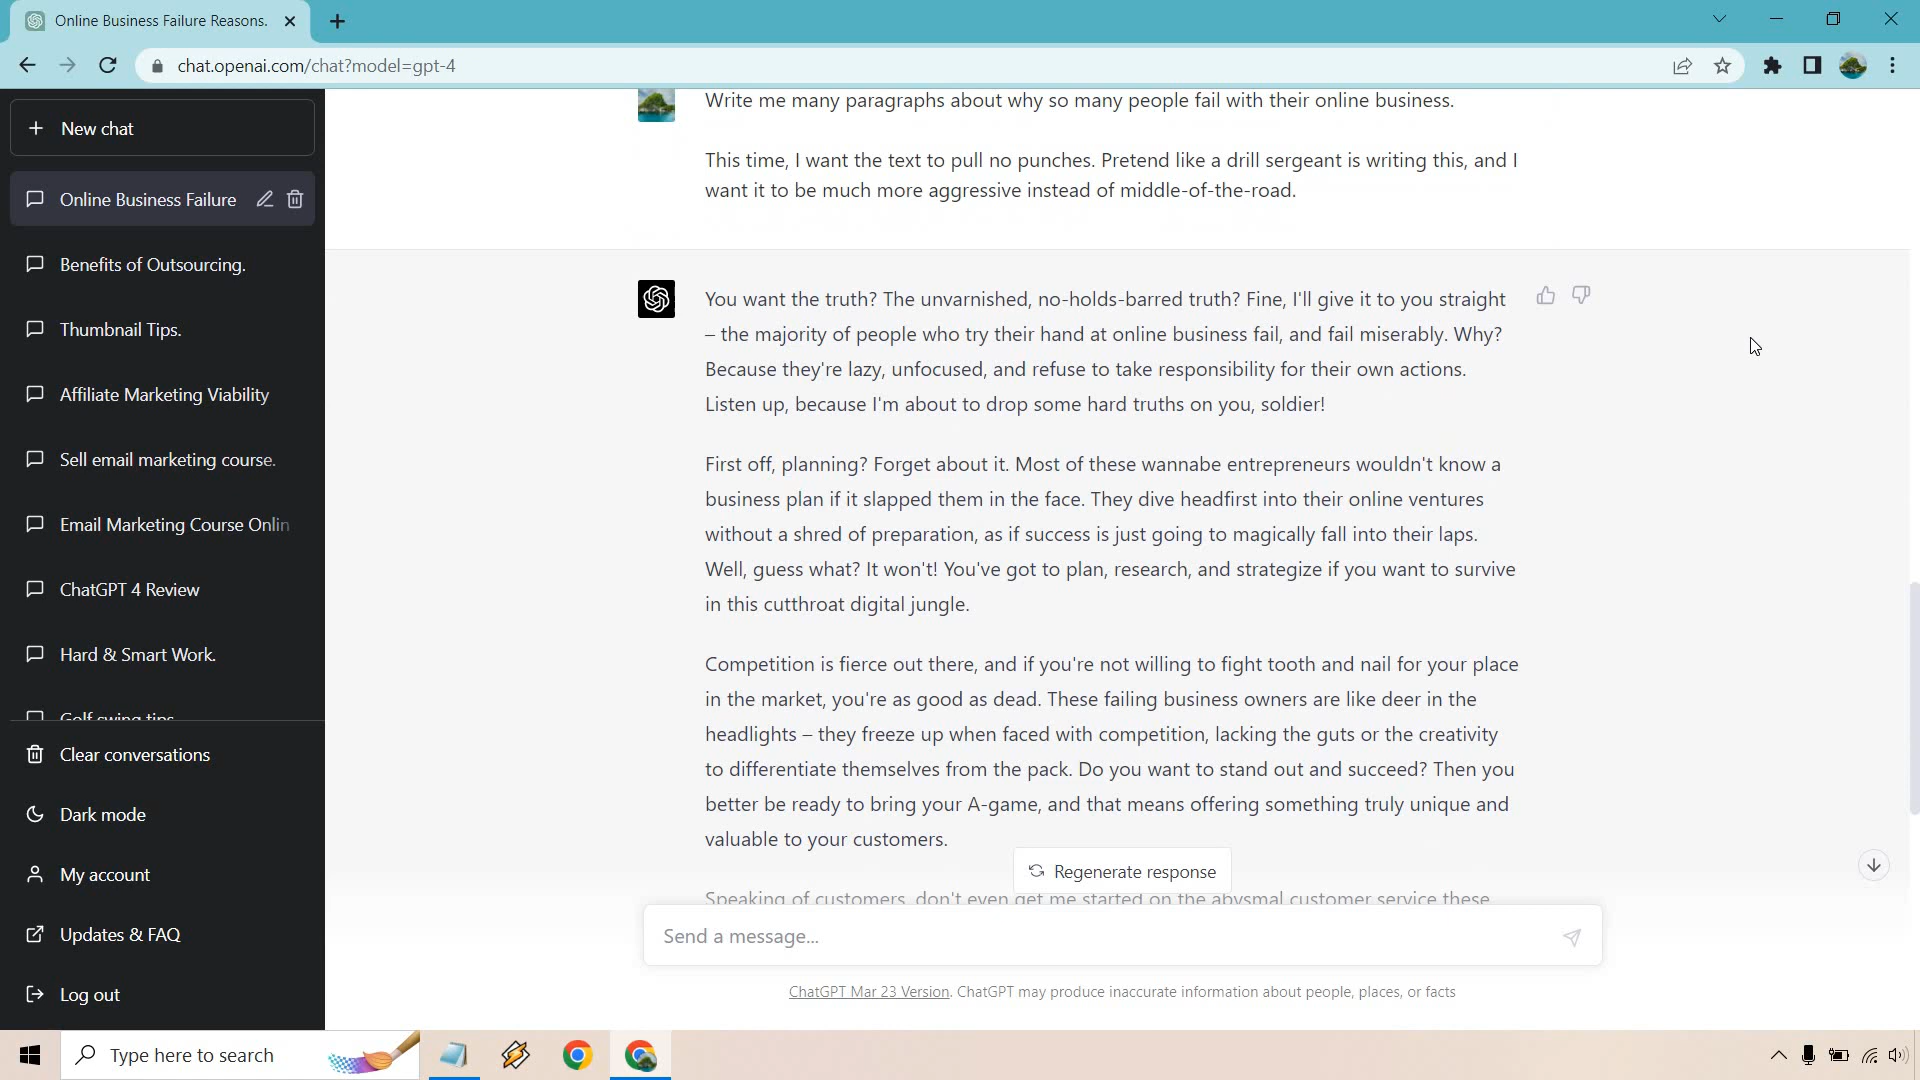 Online Business Failure Reasons.
chat.openai.com/chat?model=gpt-4
New chat
Online Business Failure
Benefits of Outsourcing.
Thumbnail Tips.
Affiliate Marketing Viability
Sell email marketing course.
Email Marketing Course Onlin
ChatGPT 4 Review
Hard & Smart Work.
Golf swing tips
Clear conversations
Dark mode
My account
Updates & FAQ
Log out
Write me many paragraphs about why so many people fail with their online business.
This time, I want the text to pull no punches. Pretend like a drill sergeant is writing this, and I
want it to be much more aggressive instead of middle-of-the-road.
You want the truth? The unvarnished, no-holds-barred truth? Fine, I'll give it to you straight
– the majority of people who try their hand at online business fail, and fail miserably. Why?
Because they're lazy, unfocused, and refuse to take responsibility for their own actions.
Listen up, because I'm about to drop some hard truths on you, soldier!
First off, planning? Forget about it. Most of these wannabe entrepreneurs wouldn't know a
business plan if it slapped them in the face. They dive headfirst into their online ventures
without a shred of preparation, as if success is just going to magically fall into their laps.
Well, guess what? It won't! You've got to plan, research, and strategize if you want to survive
in this cutthroat digital jungle.
Competition is fierce out there, and if you're not willing to fight tooth and nail for your place
in the market, you're as good as dead. These failing business owners are like deer in the
headlights – they freeze up when faced with competition, lacking the guts or the creativity
to differentiate themselves from the pack. Do you want to stand out and succeed? Then you
better be ready to bring your A-game, and that means offering something truly unique and
valuable to your customers.
Regenerate response
Speaking of customers, don't even get me started on the abysmal customer service these
Send a message...
ChatGPT Mar 23 Version. ChatGPT may produce inaccurate information about people, places, or facts
Type here to search